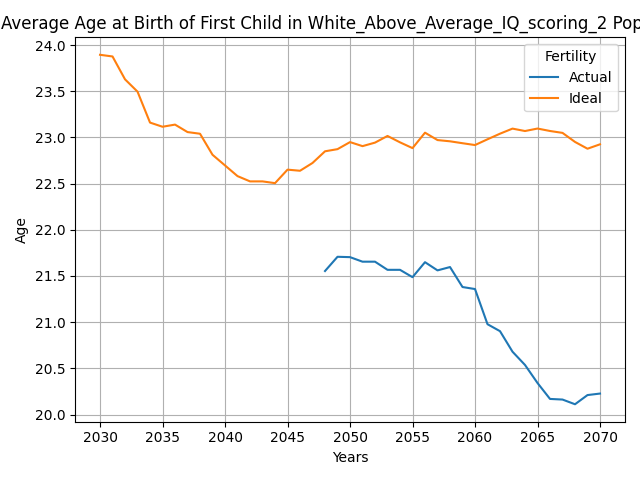 Average Age at Birth of First Child in White_Above_Average_IQ_scoring_2 Pop
24.0
23.5
23.0
22.5
22.0
21.5
21.0
20.5
20.0
Age
Fertility
Actual
Ideal
2030 2035 2040 2045 2050 2055 2060 2065 2070
Years